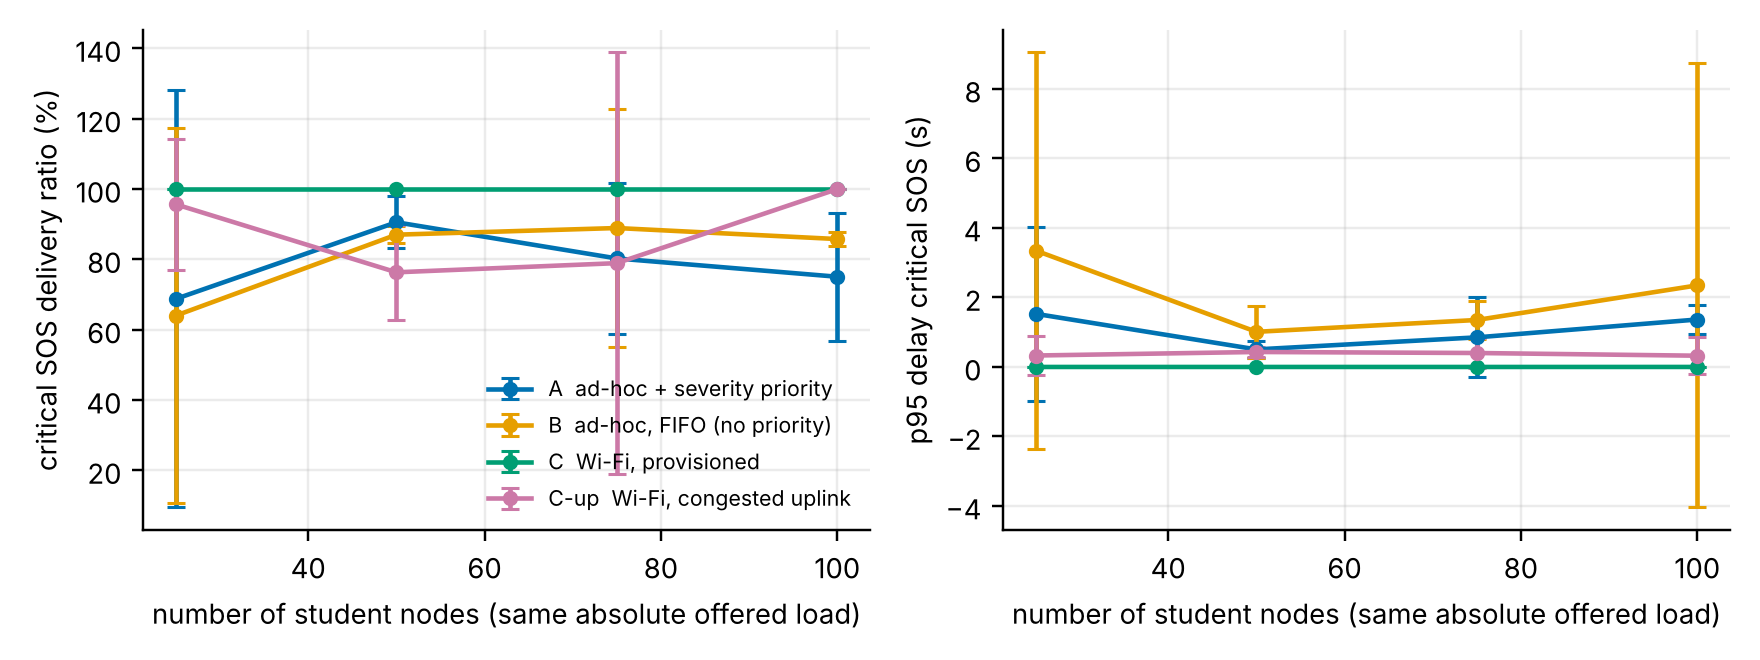 critical SOS delivery ratio (%)
140
120
100
80
60
40
20
40
60
80
100
number of student nodes (same absolute offered load)
A ad-hoc + severity priority
B ad-hoc, FIFO (no priority)
C Wi-Fi, provisioned
C-up Wi-Fi, congested uplink
p95 delay critical SOS (s)
8
6
4
2
0
−2
−4
40
60
80
100
number of student nodes (same absolute offered load)